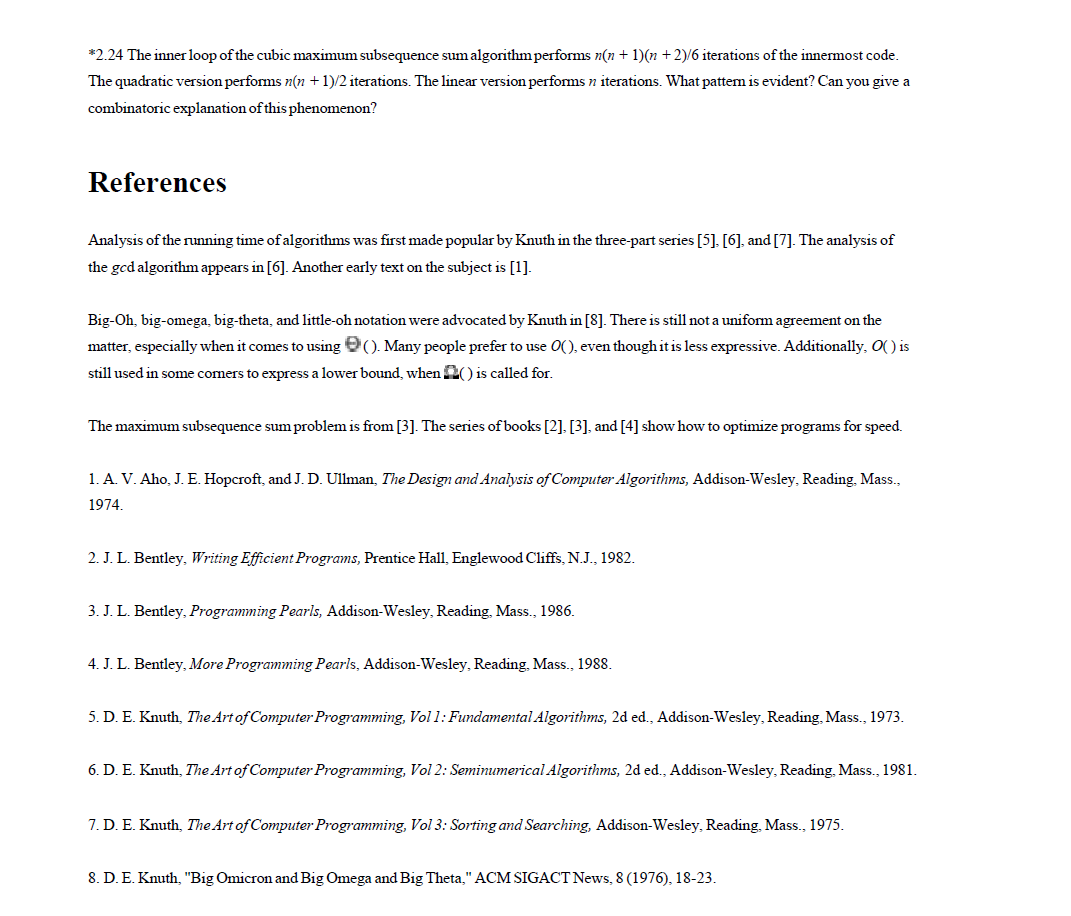 *2.24 The inner loop of the cubic maximum subsequence sum algorithm performs n(n + 1)(n + 2)/6 iterations of the innermost code.
The quadratic version performs n(n + 1)/2 iterations. The linear version performs n iterations. What pattern is evident? Can you give a
combinatoric explanation of this phenomenon?
References
Analysis of the running time of algorithms was first made popular by Knuth in the three-part series [5], [6], and [7]. The analysis of
the gcd algorithm appears in [6]. Another early text on the subject is [1].
Big-Oh, big-omega, big-theta, and little-oh notation were advocated by Knuth in [8]. There is still not a uniform agreement on the
matter, especially when it comes to using Θ( ). Many people prefer to use O( ), even though it is less expressive. Additionally, O( ) is
still used in some corners to express a lower bound, when Ω( ) is called for.
The maximum subsequence sum problem is from [3]. The series of books [2], [3], and [4] show how to optimize programs for speed.
1. A. V. Aho, J. E. Hopcroft, and J. D. Ullman, The Design and Analysis of Computer Algorithms, Addison-Wesley, Reading, Mass.,
1974.
2. J. L. Bentley, Writing Efficient Programs, Prentice Hall, Englewood Cliffs, N.J., 1982.
3. J. L. Bentley, Programming Pearls, Addison-Wesley, Reading, Mass., 1986.
4. J. L. Bentley, More Programming Pearls, Addison-Wesley, Reading, Mass., 1988.
5. D. E. Knuth, The Art of Computer Programming, Vol 1: Fundamental Algorithms, 2d ed., Addison-Wesley, Reading, Mass., 1973.
6. D. E. Knuth, The Art of Computer Programming, Vol 2: Seminumerical Algorithms, 2d ed., Addison-Wesley, Reading, Mass., 1981.
7. D. E. Knuth, The Art of Computer Programming, Vol 3: Sorting and Searching, Addison-Wesley, Reading, Mass., 1975.
8. D. E. Knuth, "Big Omicron and Big Omega and Big Theta," ACM SIGACT News, 8 (1976), 18-23.